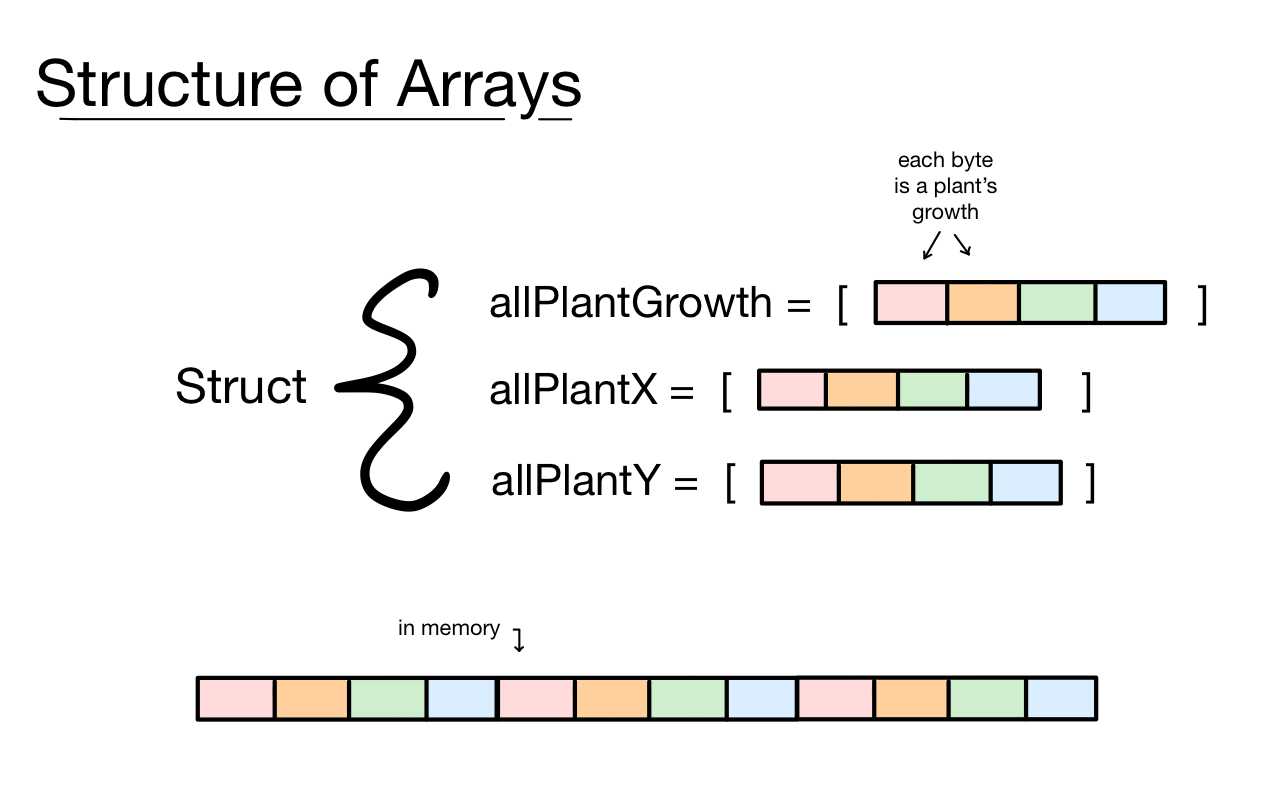 Structure of Arrays
each byte
is a plant’s
growth
allPlantGrowth = [ ]
Struct
allPlantX = [ ]
allPlantY = [ ]
in memory